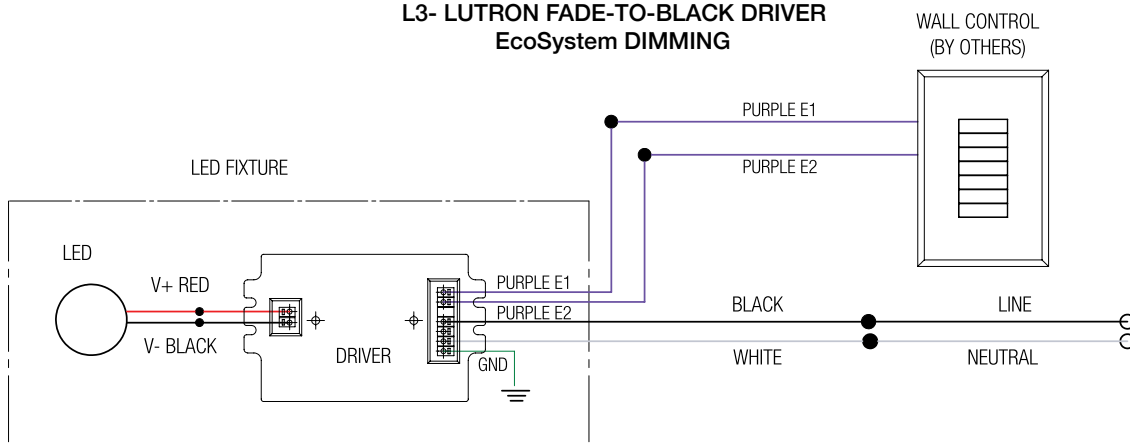 L3- LUTRON FADE-TO-BLACK DRIVER
EcoSystem DIMMING
WALL CONTROL
(BY OTHERS)
PURPLE E1
PURPLE E2
LED FIXTURE
LED
V+ RED
V- BLACK
DRIVER
PURPLE E1
PURPLE E2
GND
BLACK
LINE
WHITE
NEUTRAL